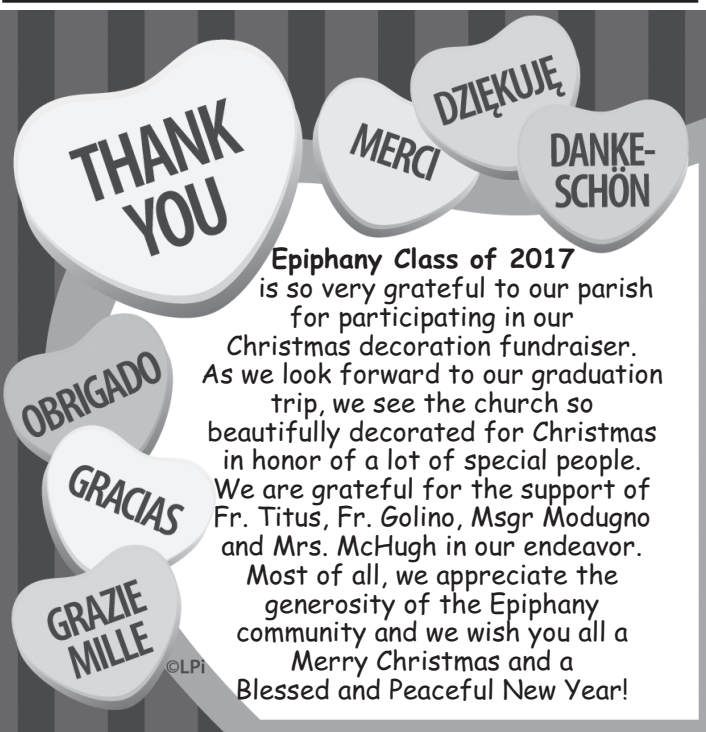 THANK
YOU
MERCI
DZIĘKUJĘ
DANKE-
SCHÖN
OBRIGADO
GRACIAS
GRAZIE
MILLE
©LPi
Epiphany Class of 2017
is so very grateful to our parish
for participating in our
Christmas decoration fundraiser.
As we look forward to our graduation
trip, we see the church so
beautifully decorated for Christmas
in honor of a lot of special people.
We are grateful for the support of
Fr. Titus, Fr. Golino, Msgr Modugno
and Mrs. McHugh in our endeavor.
Most of all, we appreciate the
generosity of the Epiphany
community and we wish you all a
Merry Christmas and a
Blessed and Peaceful New Year!